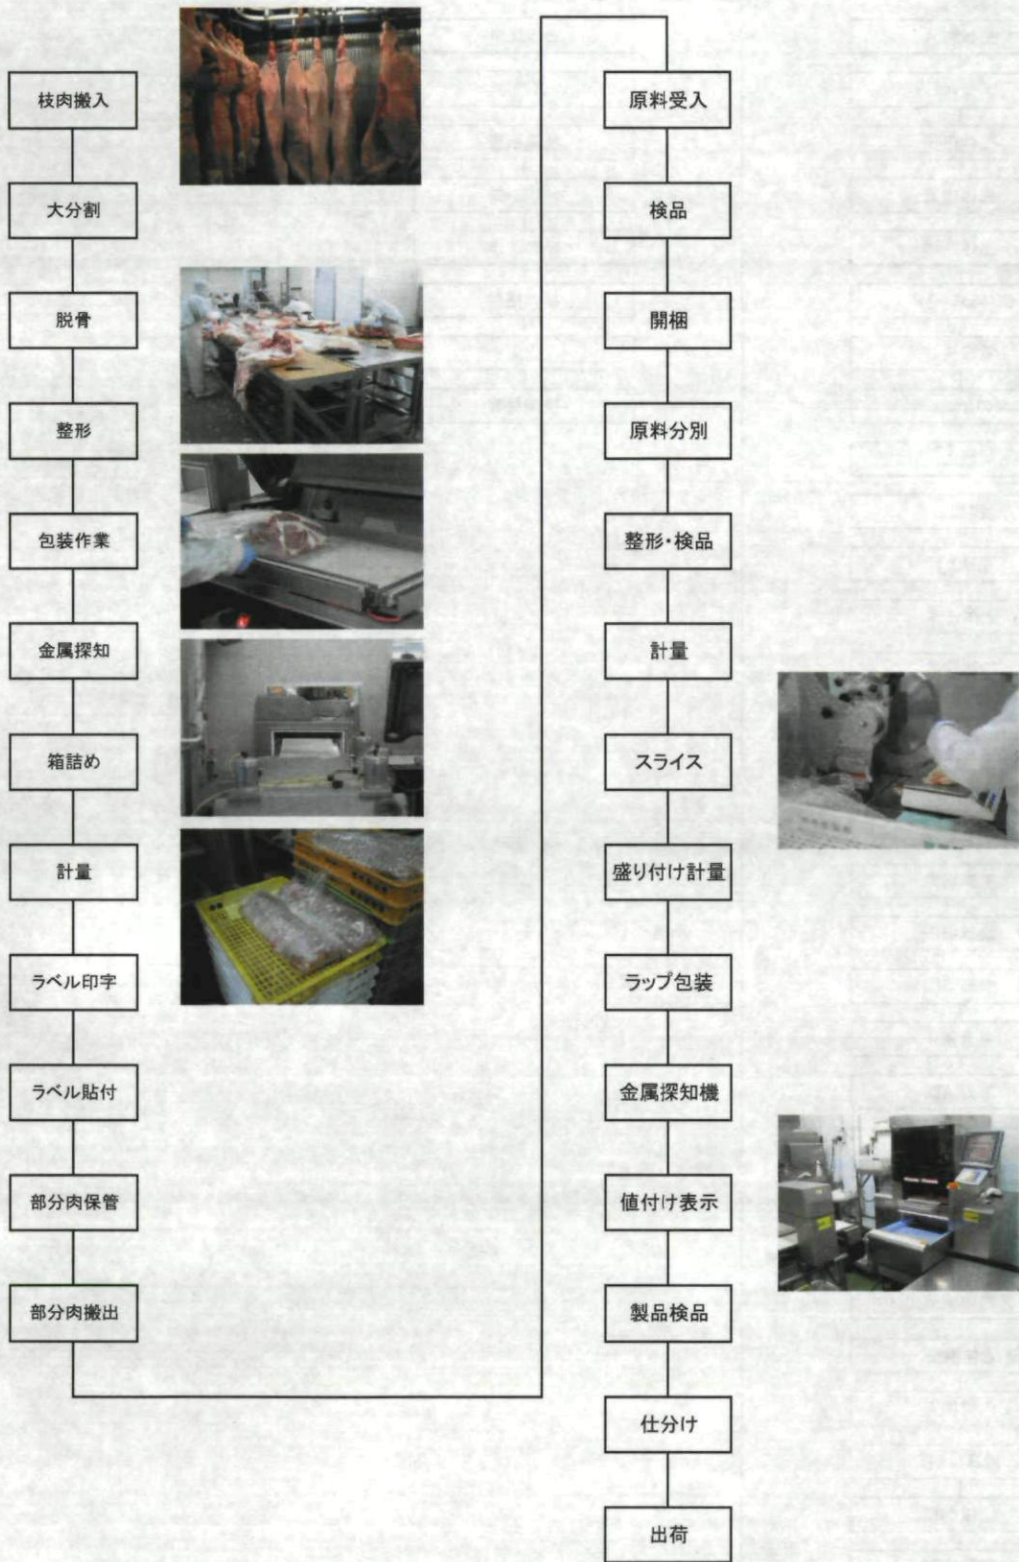 枝肉搬入
大分割
脱骨
整形
包装作業
金属探知
箱詰め
計量
ラベル印字
ラベル貼付
部分肉保管
部分肉搬出
原料受入
検品
開梱
原料分別
整形・検品
計量
スライス
盛り付け計量
ラップ包装
金属探知機
値付け表示
製品検品
仕分け
出荷